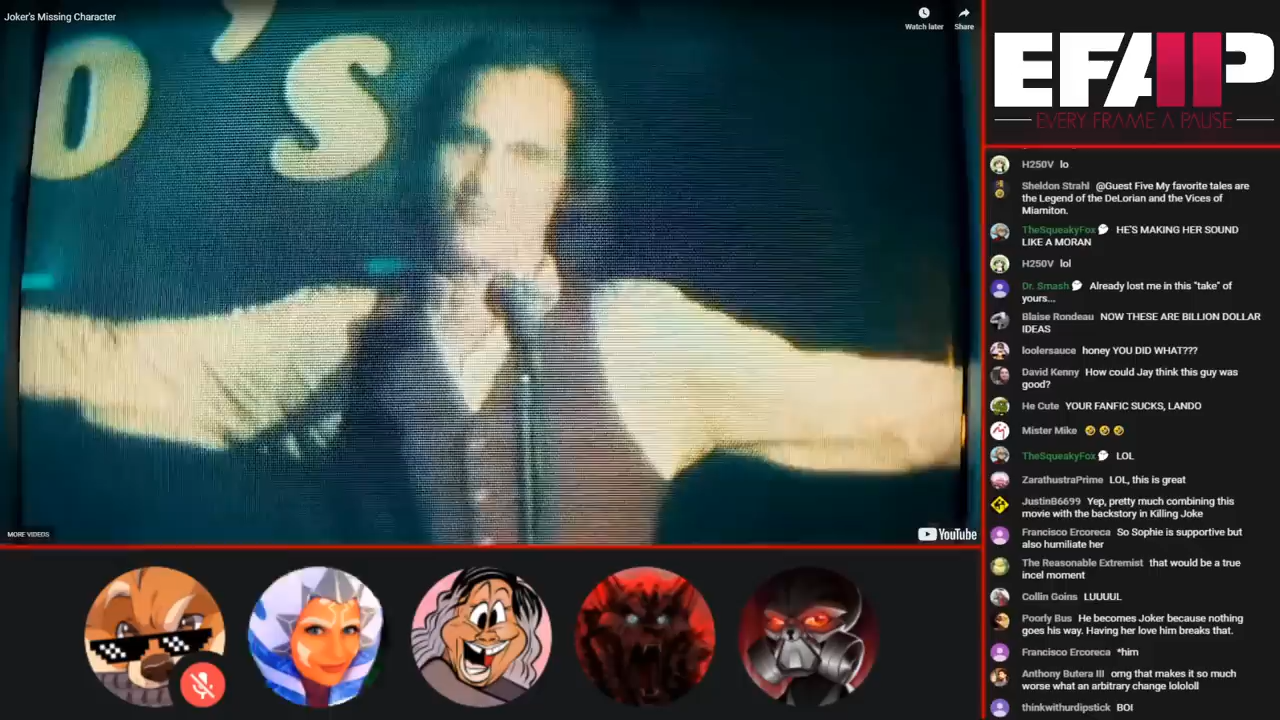 Joker's Missing Character
Watch later
Share
D'S
MORE VIDEOS
YouTube
EFAP
EVERY FRAME A PAUSE
H250V lo
Sheldon Strahl @Guest Five My favorite tales are
the Legend of the DeLorian and the Vices of
Miamiton.
TheSqueakyFox HE'S MAKING HER SOUND
LIKE A MORAN
H250V lol
Dr. Smash Already lost me in this "take" of
yours...
Blaise Rondeau NOW THESE ARE BILLION DOLLAR
IDEAS
loolersauce honey YOU DID WHAT???
David Kenny How could Jay think this guy was
good?
He Cute YOUR FANFIC SUCKS, LANDO
Mister Mike 🤣🤣🤣
TheSqueakyFox LOL
ZarathustraPrime LOL, this is great
JustinB6699 Yep, pretty much combining this
movie with the backstory in Killing Joke
Francisco Ercoreca So Sophie is supportive but
also humiliate her
The Reasonable Extremist that would be a true
incel moment
Collin Goins LUUUUL
Poorly Bus He becomes Joker because nothing
goes his way. Having her love him breaks that.
Francisco Ercoreca *him
Anthony Butera III omg that makes it so much
worse what an arbitrary change lolololl
thinkwithurdipstick BOI